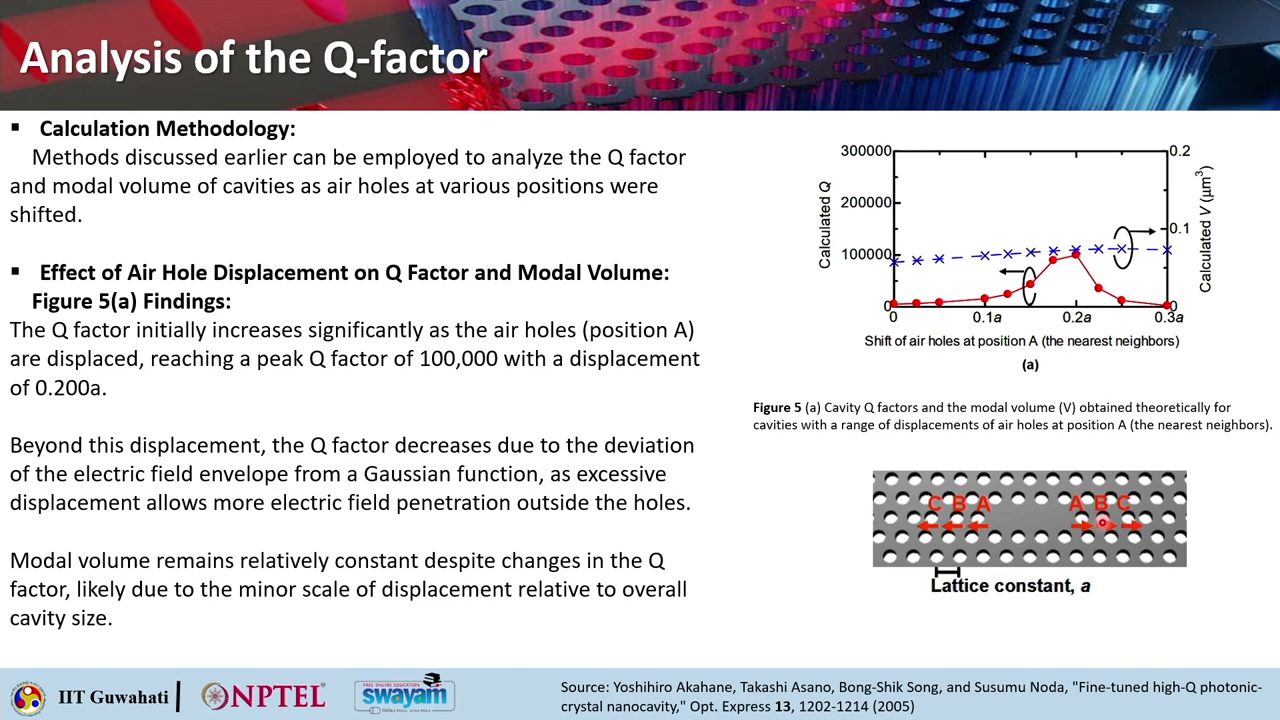 Analysis of the Q-factor
▪ Calculation Methodology:
Methods discussed earlier can be employed to analyze the Q factor
and modal volume of cavities as air holes at various positions were
shifted.
▪ Effect of Air Hole Displacement on Q Factor and Modal Volume:
Figure 5(a) Findings:
The Q factor initially increases significantly as the air holes (position A)
are displaced, reaching a peak Q factor of 100,000 with a displacement
of 0.200a.
Beyond this displacement, the Q factor decreases due to the deviation
of the electric field envelope from a Gaussian function, as excessive
displacement allows more electric field penetration outside the holes.
Modal volume remains relatively constant despite changes in the Q
factor, likely due to the minor scale of displacement relative to overall
cavity size.
300000
200000
100000
0
Calculated Q
0.2
0.1
0
Calculated V (μm³)
0 0.1a 0.2a 0.3a
Shift of air holes at position A (the nearest neighbors)
(a)
Figure 5 (a) Cavity Q factors and the modal volume (V) obtained theoretically for
cavities with a range of displacements of air holes at position A (the nearest neighbors).
C B A A B C
Lattice constant, a
IIT Guwahati
NPTEL
FREE ONLINE EDUCATION
swayam
Source: Yoshihiro Akahane, Takashi Asano, Bong-Shik Song, and Susumu Noda, "Fine-tuned high-Q photonic-
crystal nanocavity," Opt. Express 13, 1202-1214 (2005)